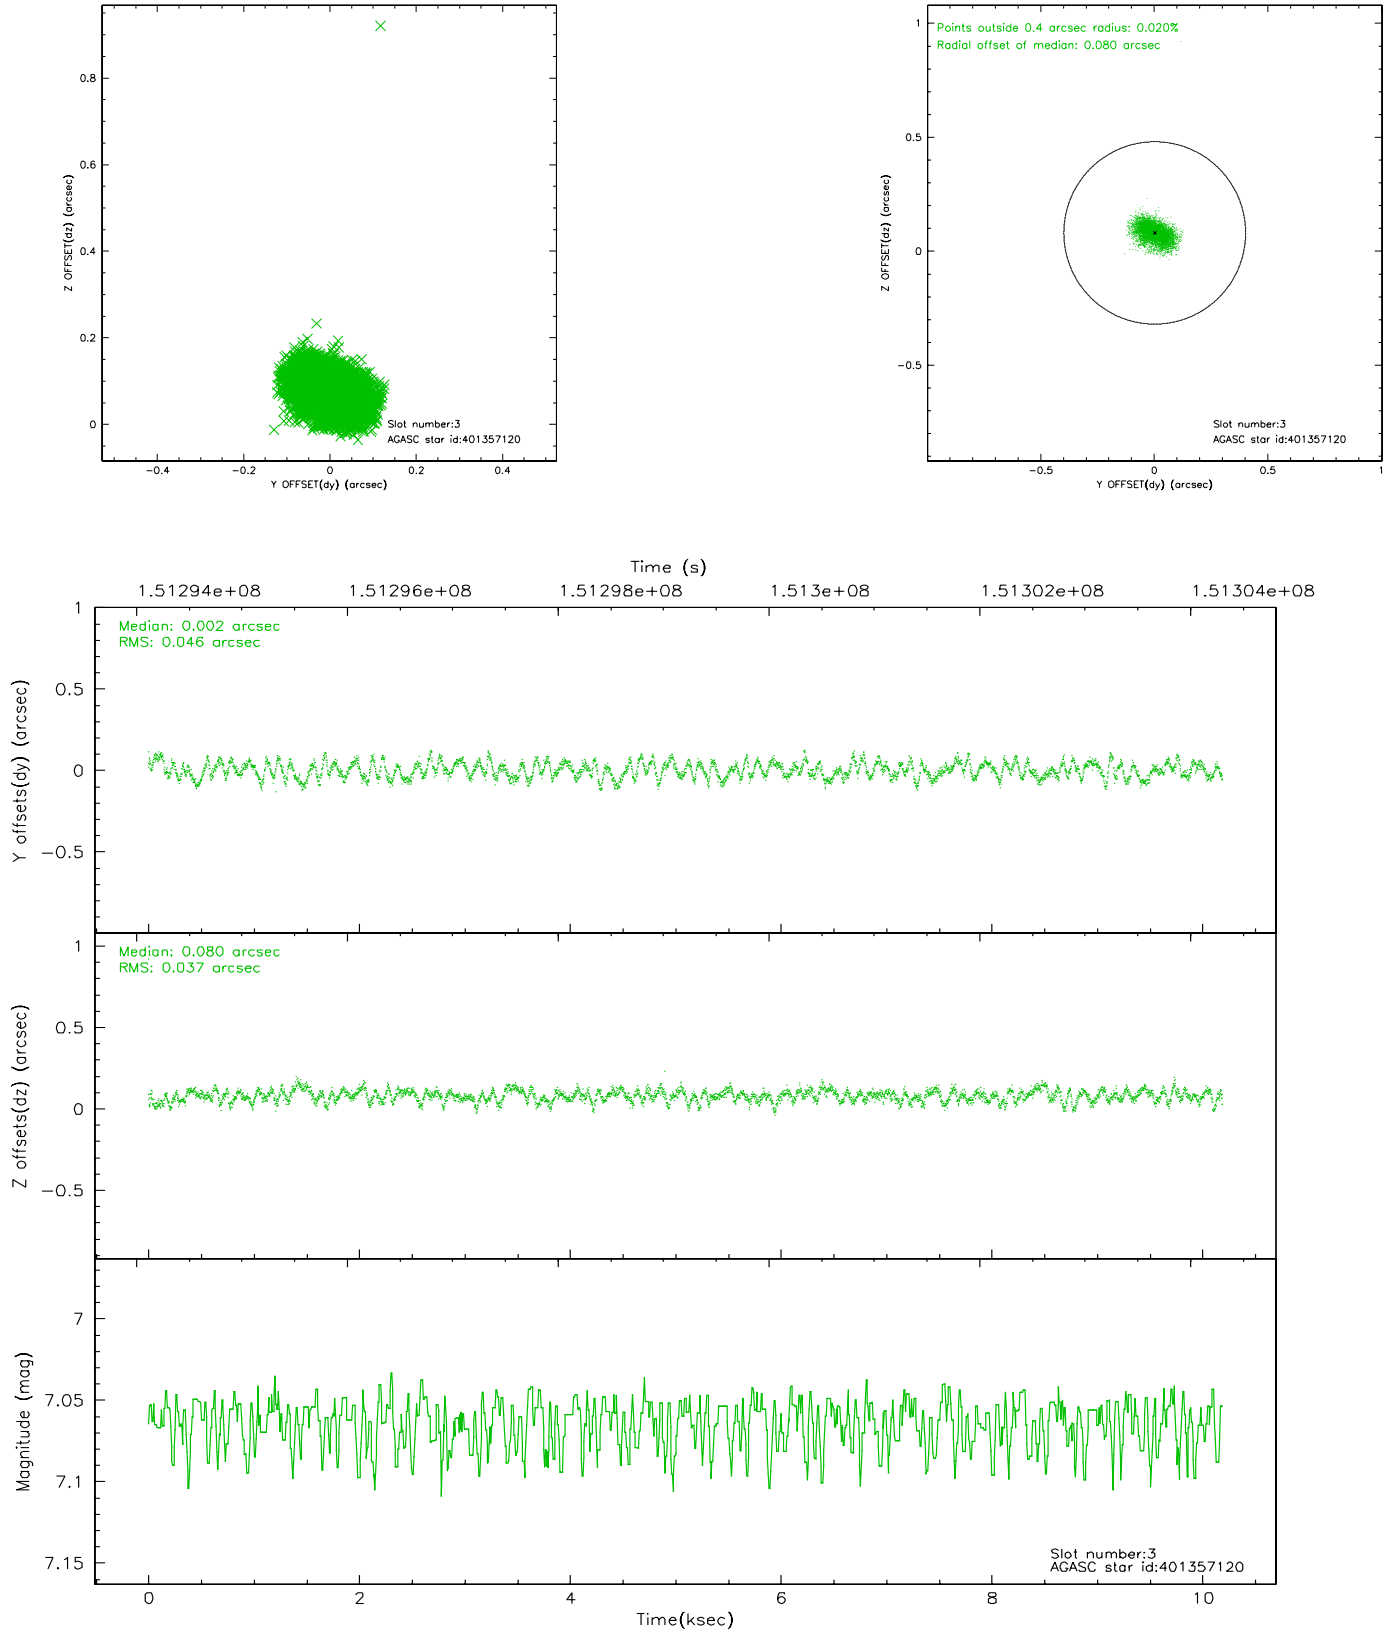 0.8
0.6
0.4
0.2
0
Z OFFSET(dz) (arcsec)
Slot number:3
AGASC star id:401357120
−0.4 −0.2 0 0.2 0.4
Y OFFSET(dy) (arcsec)
1
0.5
0
−0.5
Z OFFSET(dz) (arcsec)
Points outside 0.4 arcsec radius: 0.020%
Radial offset of median: 0.080 arcsec
Slot number:3
AGASC star id:401357120
−0.5 0 0.5 1
Y OFFSET(dy) (arcsec)
Time (s)
1.51294e+08 1.51296e+08 1.51298e+08 1.513e+08 1.51302e+08 1.51304e+08
1
0.5
0
−0.5
Y offsets(dy) (arcsec)
Median: 0.002 arcsec
RMS: 0.046 arcsec
1
0.5
0
−0.5
Z offsets(dz) (arcsec)
Median: 0.080 arcsec
RMS: 0.037 arcsec
7
7.05
7.1
7.15
Magnitude (mag)
Slot number:3
AGASC star id:401357120
0 2 4 6 8 10
Time(ksec)